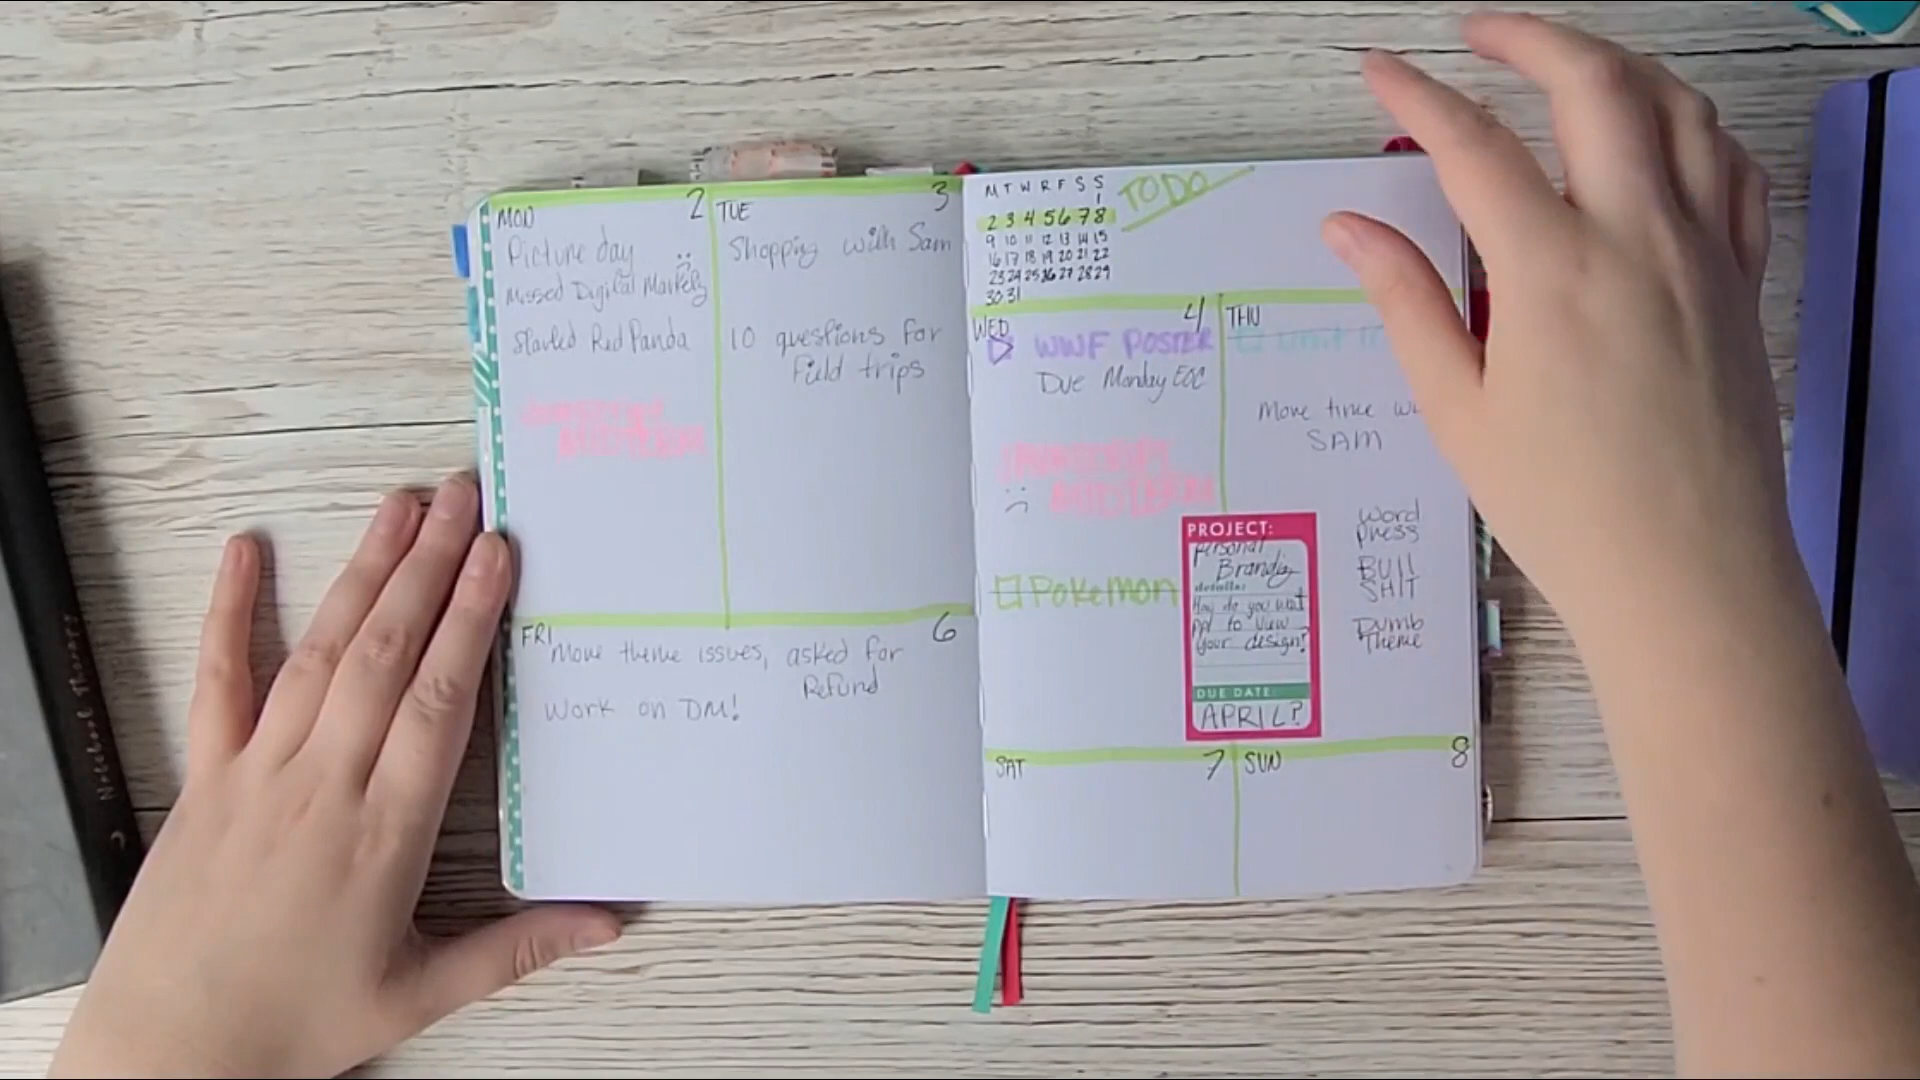 MON 2
Picture day
Missed Digital
Started Red Panda
TUE 3
Shopping with Sam
10 questions for
field trips
FRI 6
More theme issues, asked for
Refund
Work on DM!
M T W R F S S
1
2 3 4 5 6 7 8
9 10 11 12 13 14 15
16 17 18 19 20 21 22
23 24 25 26 27 28 29
30 31
TODO
WED 4
WWF POSTER
Due Monday EOC
JAVASCRIPT
Pokemon
THU
Unit
More time
SAM
PROJECT:
Personal
Branding
details:
How do you want
ppl to view
your design?
DUE DATE:
APRIL?
Word
press
BULL
SHIT
Dumb
Theme
SAT 7
SUN 8
Notebook Therapy